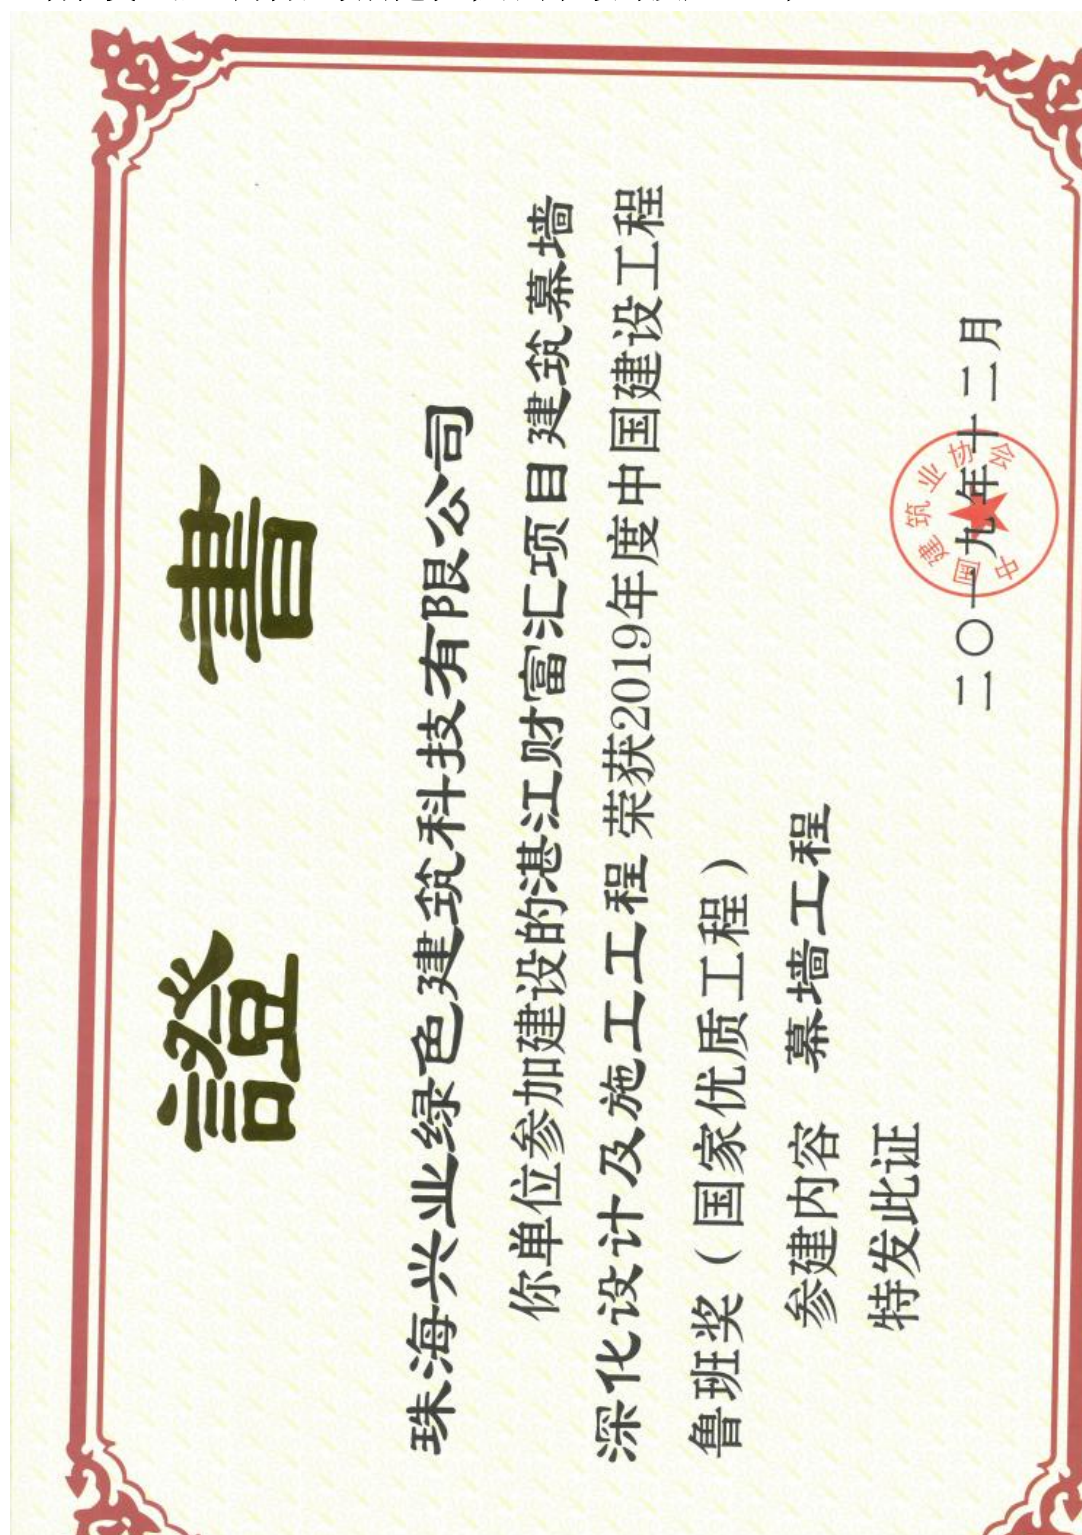 證書
珠海兴业绿色建筑科技有限公司
你单位参加建设的湛江财富汇项目建筑幕墙
深化设计及施工工程 荣获2019年度中国建设工程
鲁班奖（国家优质工程）
参建内容 幕墙工程
特发此证
中国建筑业协会
二〇一九年十二月